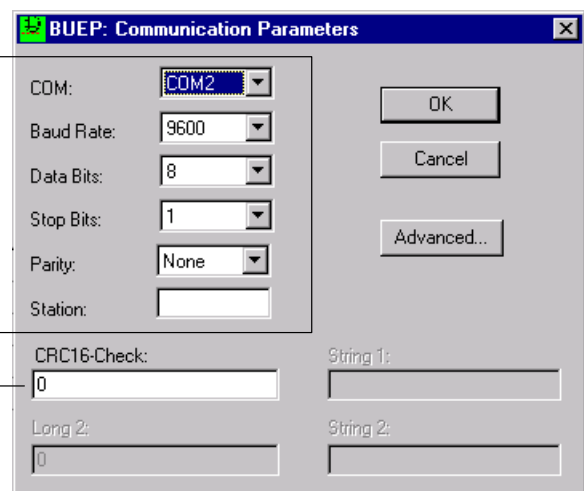 BUEP: Communication Parameters
COM: COM2
OK
Baud Rate: 9600
Cancel
Data Bits: 8
Stop Bits: 1
Advanced...
Parity: None
Station:
CRC16-Check: String 1:
0
Long 2: String 2:
0